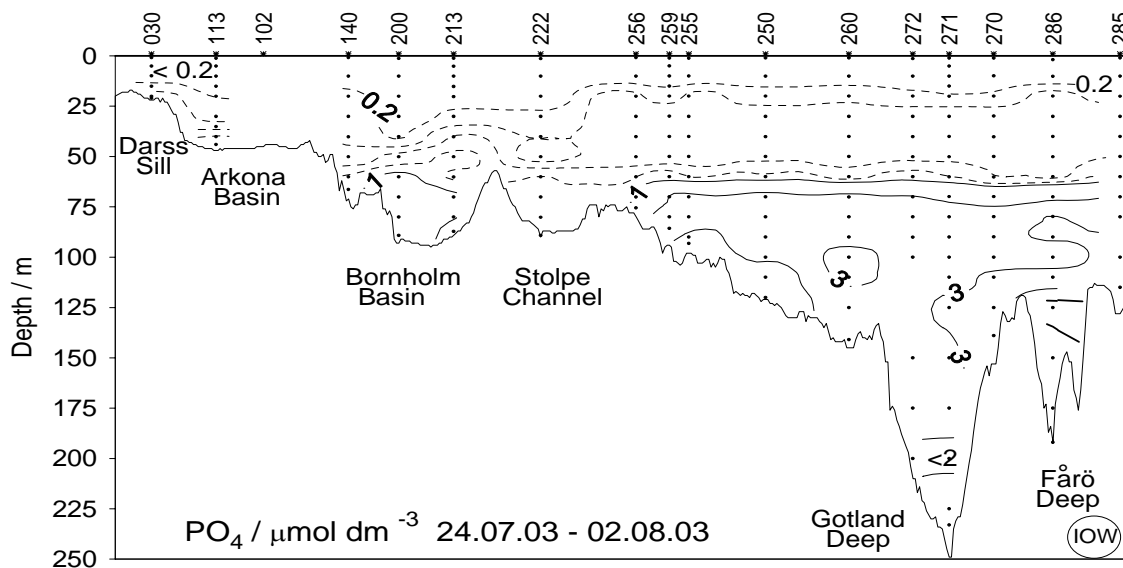 030 113 102 140 200 213 222 256 259 255 250 260 272 271 270 286 285
0
25
50
75
100
125
150
175
200
225
250
Depth / m
< 0.2
0.2
0.2
Darss
Sill
Arkona
Basin
1
1
Bornholm
Basin
Stolpe
Channel
3
3
3
<2
Gotland
Deep
Fårö
Deep
PO4 / μmol dm -3 24.07.03 - 02.08.03
IOW